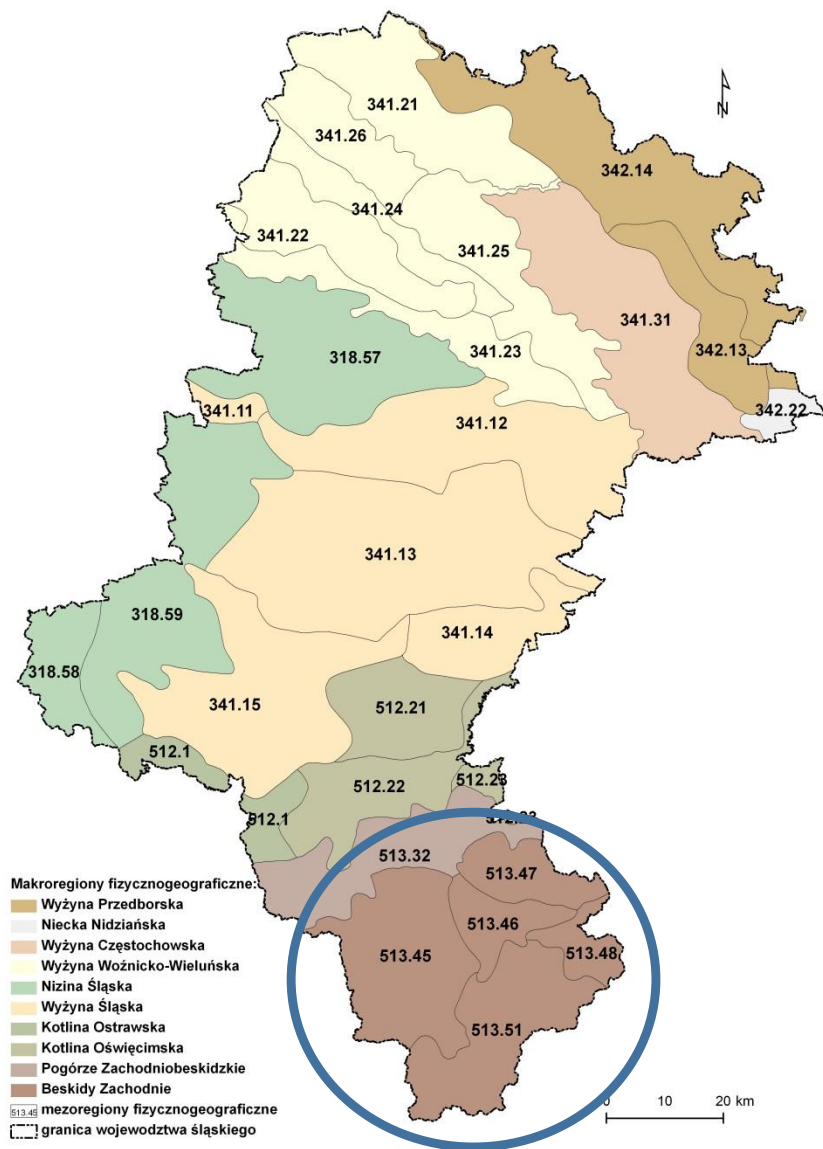 341.21
N
341.26
342.14
341.24
341.22
341.25
341.31
318.57
341.23
342.13
341.11
341.12
342.22
341.13
318.59
341.14
318.58
341.15
512.21
512.1
512.22
512.23
512.1
513.32
513.47
513.46
513.45
513.48
513.51
Makroregiony fizycznogeograficzne:
Wyżyna Przedborska
Niecka Nidziańska
Wyżyna Częstochowska
Wyżyna Woźnicko-Wieluńska
Nizina Śląska
Wyżyna Śląska
Kotlina Ostrawska
Kotlina Oświęcimska
Pogórze Zachodniobeskidzkie
Beskidy Zachodnie
513.45 mezoregiony fizycznogeograficzne
granica wojewodztwa śląskiego
0 10 20 km